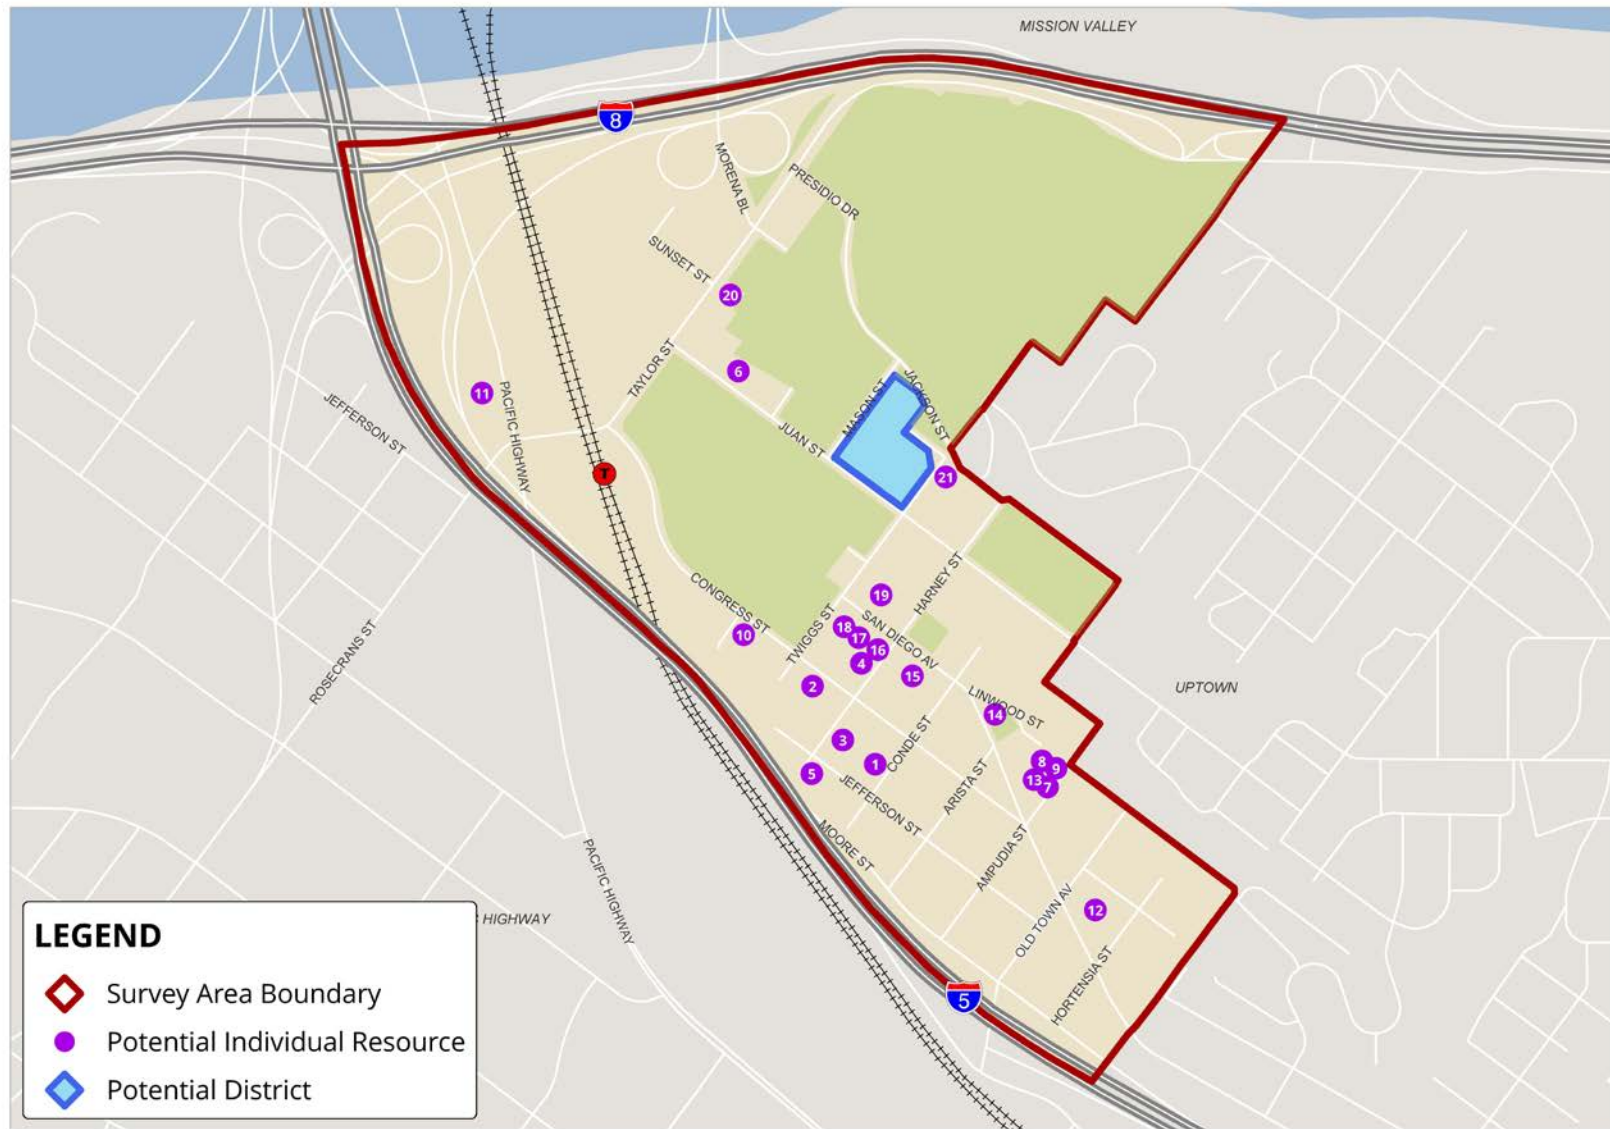 MISSION VALLEY
8
MORENA BL
PRESIDIO DR
SUNSET ST
20
TAYLOR ST
6
11
PACIFIC HIGHWAY
JEFFERSON ST
MASON ST
JACKSON ST
JUAN ST
T
21
HARNEY ST
CONGRESS ST
19
TWIGGS ST
SAN DIEGO AV
18
17
16
10
4
15
2
UPTOWN
ROSECRANS ST
LINWOOD ST
14
3
CONDE ST
1
5
8
9
13
7
JEFFERSON ST
ARISTA ST
MOORE ST
AMPUDIA ST
PACIFIC HIGHWAY
OLD TOWN AV
12
HIGHWAY
HORTENSIA ST
5
LEGEND
Survey Area Boundary
Potential Individual Resource
Potential District